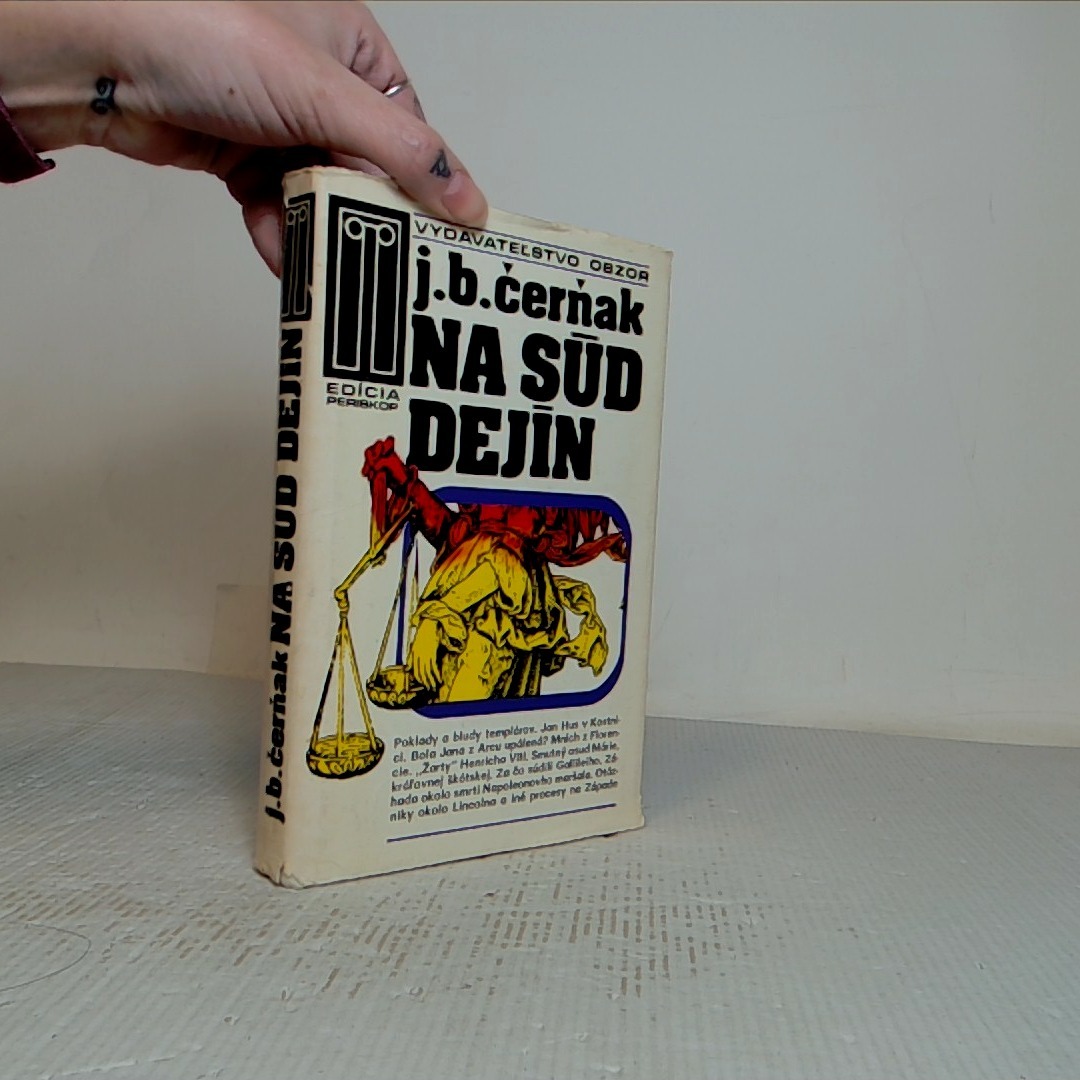 VYDAVATEĽSTVO OBZOR
j.b.čerňak
NA SÚD
DEJÍN
EDÍCIA
PERISKOP
Poklady a bludy templárov. Jan Hus v Kostni-
ci. Bola Jana z Arcu upálená? Mních z Floren-
cie. „Žarty" Henricha VIII. Smutný osud Márie,
kráľovnej škótskej. Za čo súdili Galileiho. Zá-
hada okolo smrti Napoleonovho maršala. Otáz-
niky okolo Lincolna a iné procesy na Západe
j.b.čerňak NA SÚD DEJÍN